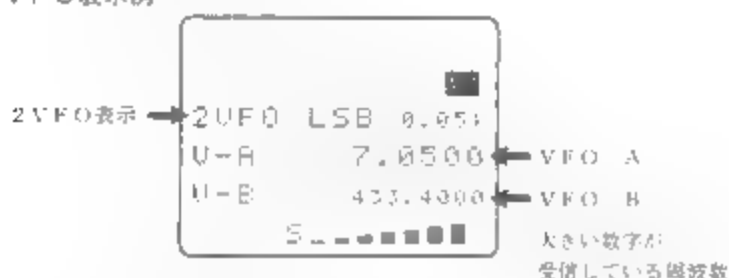 2VFO表示
2VFO LSB 0.05k
V-A 7.0500
VFO A
V-B 433.4000
VFO B
S
大きい数字が
受信している周波数